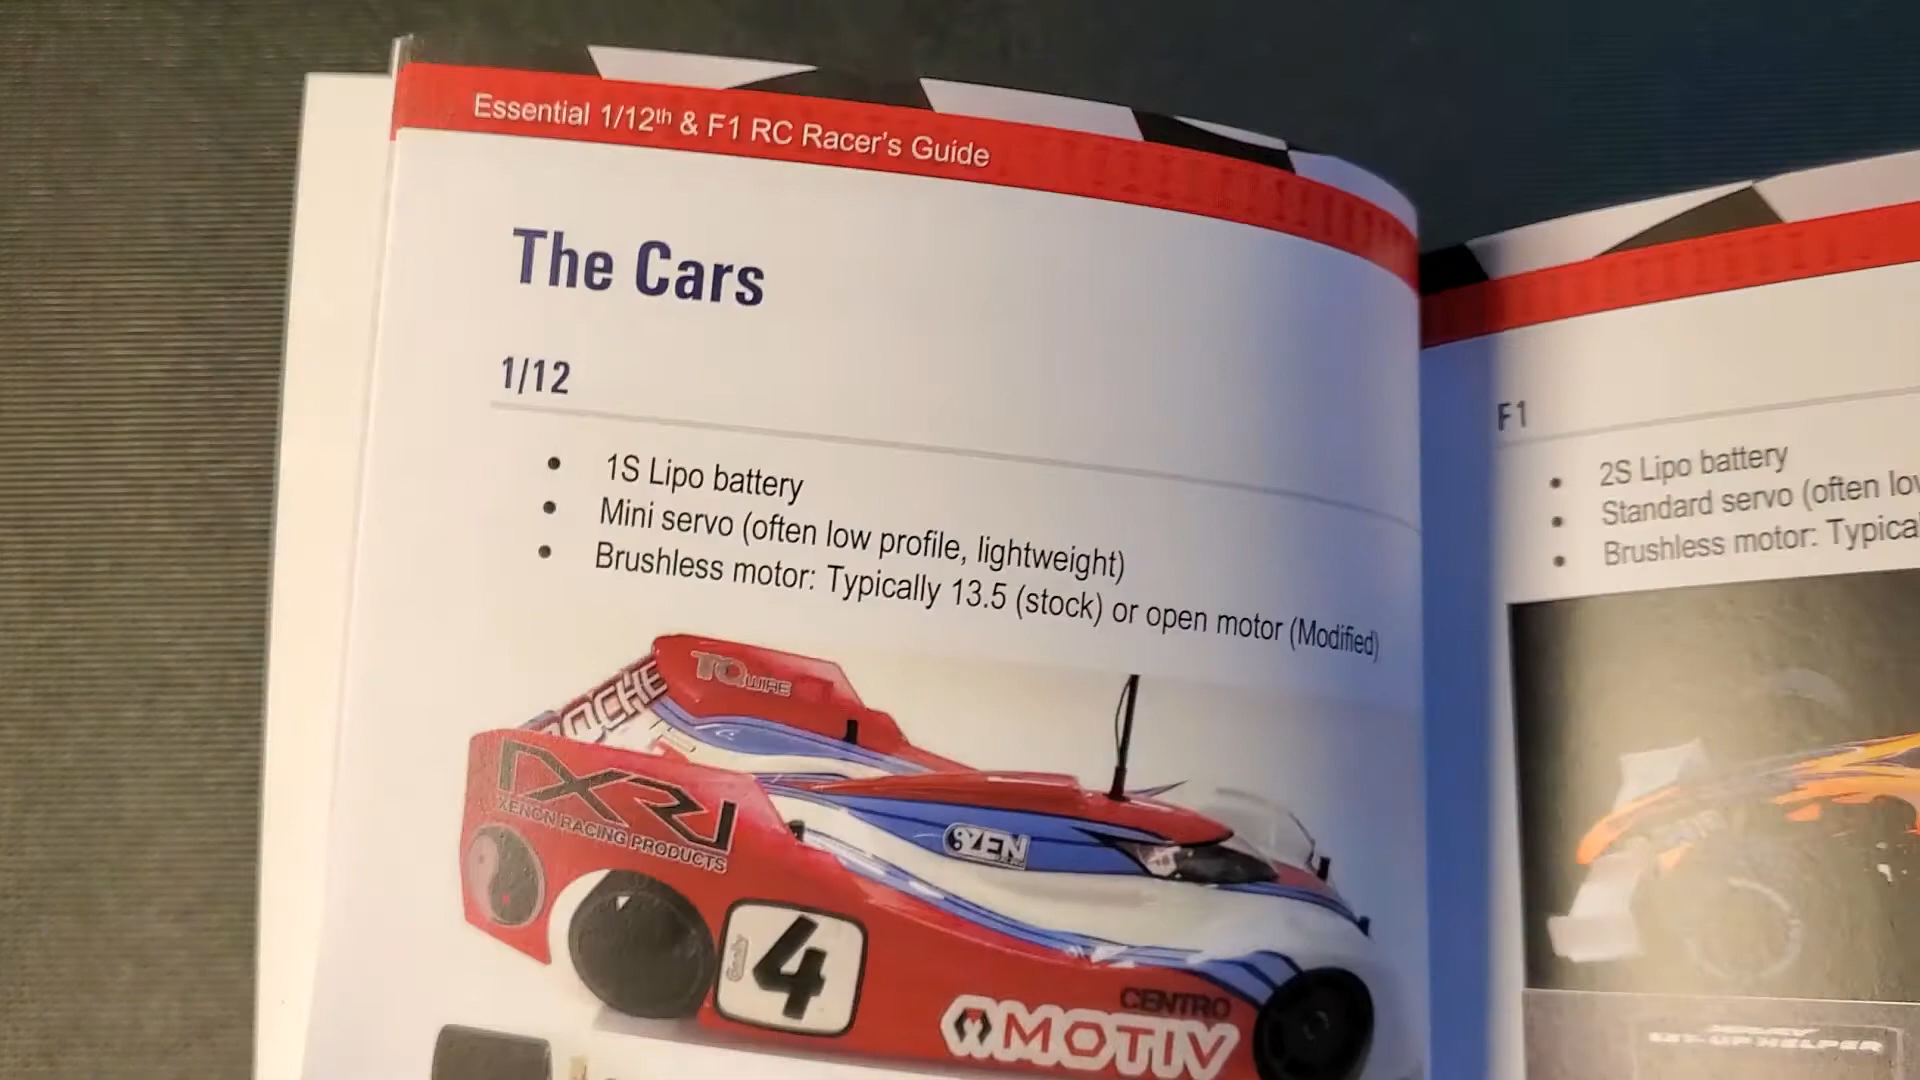 Essential 1/12th & F1 RC Racer's Guide
The Cars
1/12
• 1S Lipo battery
• Mini servo (often low profile, lightweight)
• Brushless motor: Typically 13.5 (stock) or open motor (Modified)
TQ WIRE
XRJ
XENON RACING PRODUCTS
ZEN
4
CENTRO
MOTIV
F1
• 2S Lipo battery
• Standard servo (often
• Brushless motor: